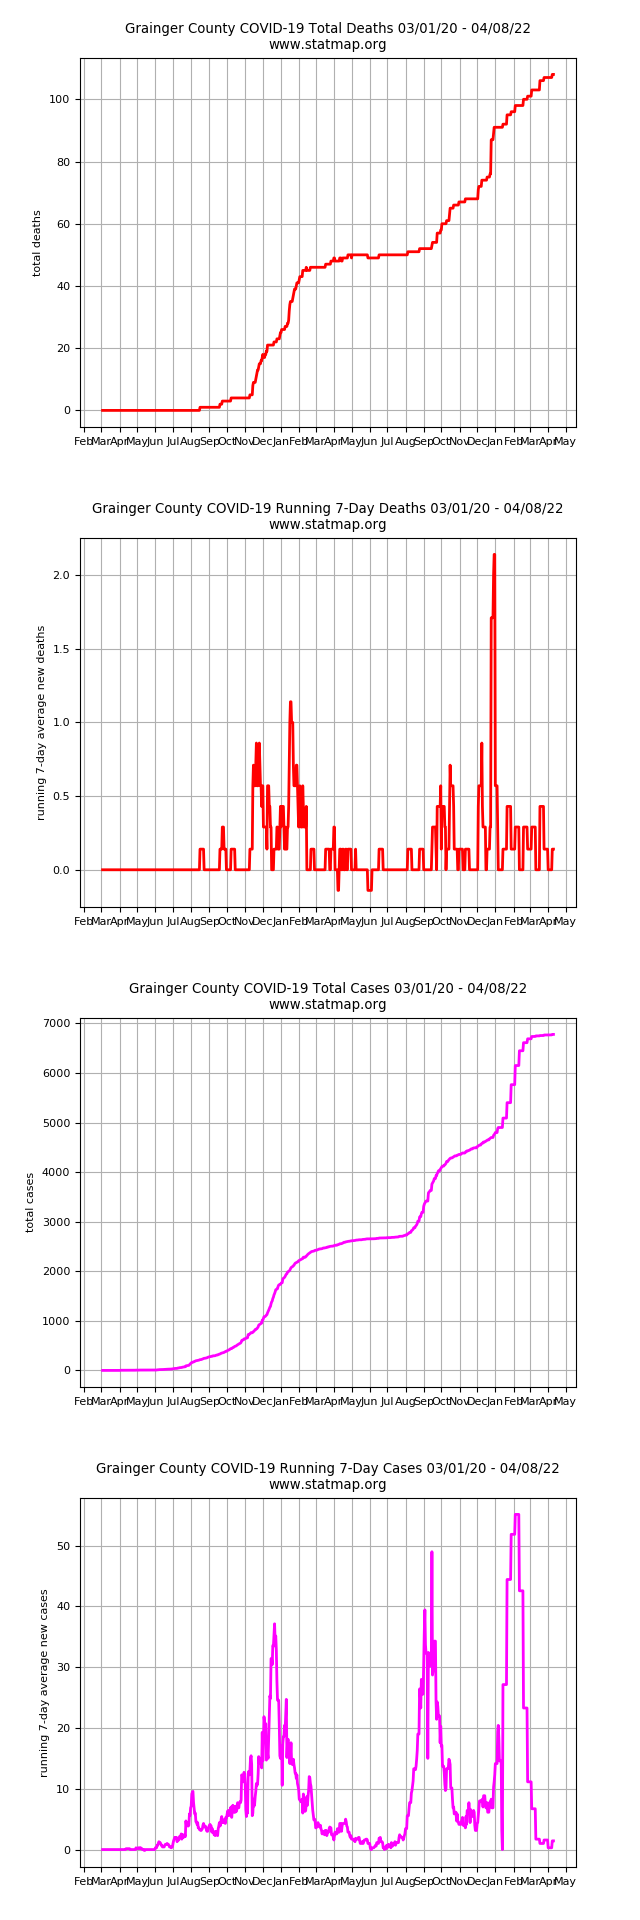 Grainger County COVID-19 Total Deaths 03/01/20 - 04/08/22
www.statmap.org
total deaths
100
80
60
40
20
0
Feb Mar Apr May Jun Jul Aug Sep Oct Nov Dec Jan Feb Mar Apr May Jun Jul Aug Sep Oct Nov Dec Jan Feb Mar Apr May
Grainger County COVID-19 Running 7-Day Deaths 03/01/20 - 04/08/22
www.statmap.org
running 7-day average new deaths
2.0
1.5
1.0
0.5
0.0
Feb Mar Apr May Jun Jul Aug Sep Oct Nov Dec Jan Feb Mar Apr May Jun Jul Aug Sep Oct Nov Dec Jan Feb Mar Apr May
Grainger County COVID-19 Total Cases 03/01/20 - 04/08/22
www.statmap.org
total cases
7000
6000
5000
4000
3000
2000
1000
0
Feb Mar Apr May Jun Jul Aug Sep Oct Nov Dec Jan Feb Mar Apr May Jun Jul Aug Sep Oct Nov Dec Jan Feb Mar Apr May
Grainger County COVID-19 Running 7-Day Cases 03/01/20 - 04/08/22
www.statmap.org
running 7-day average new cases
50
40
30
20
10
0
Feb Mar Apr May Jun Jul Aug Sep Oct Nov Dec Jan Feb Mar Apr May Jun Jul Aug Sep Oct Nov Dec Jan Feb Mar Apr May